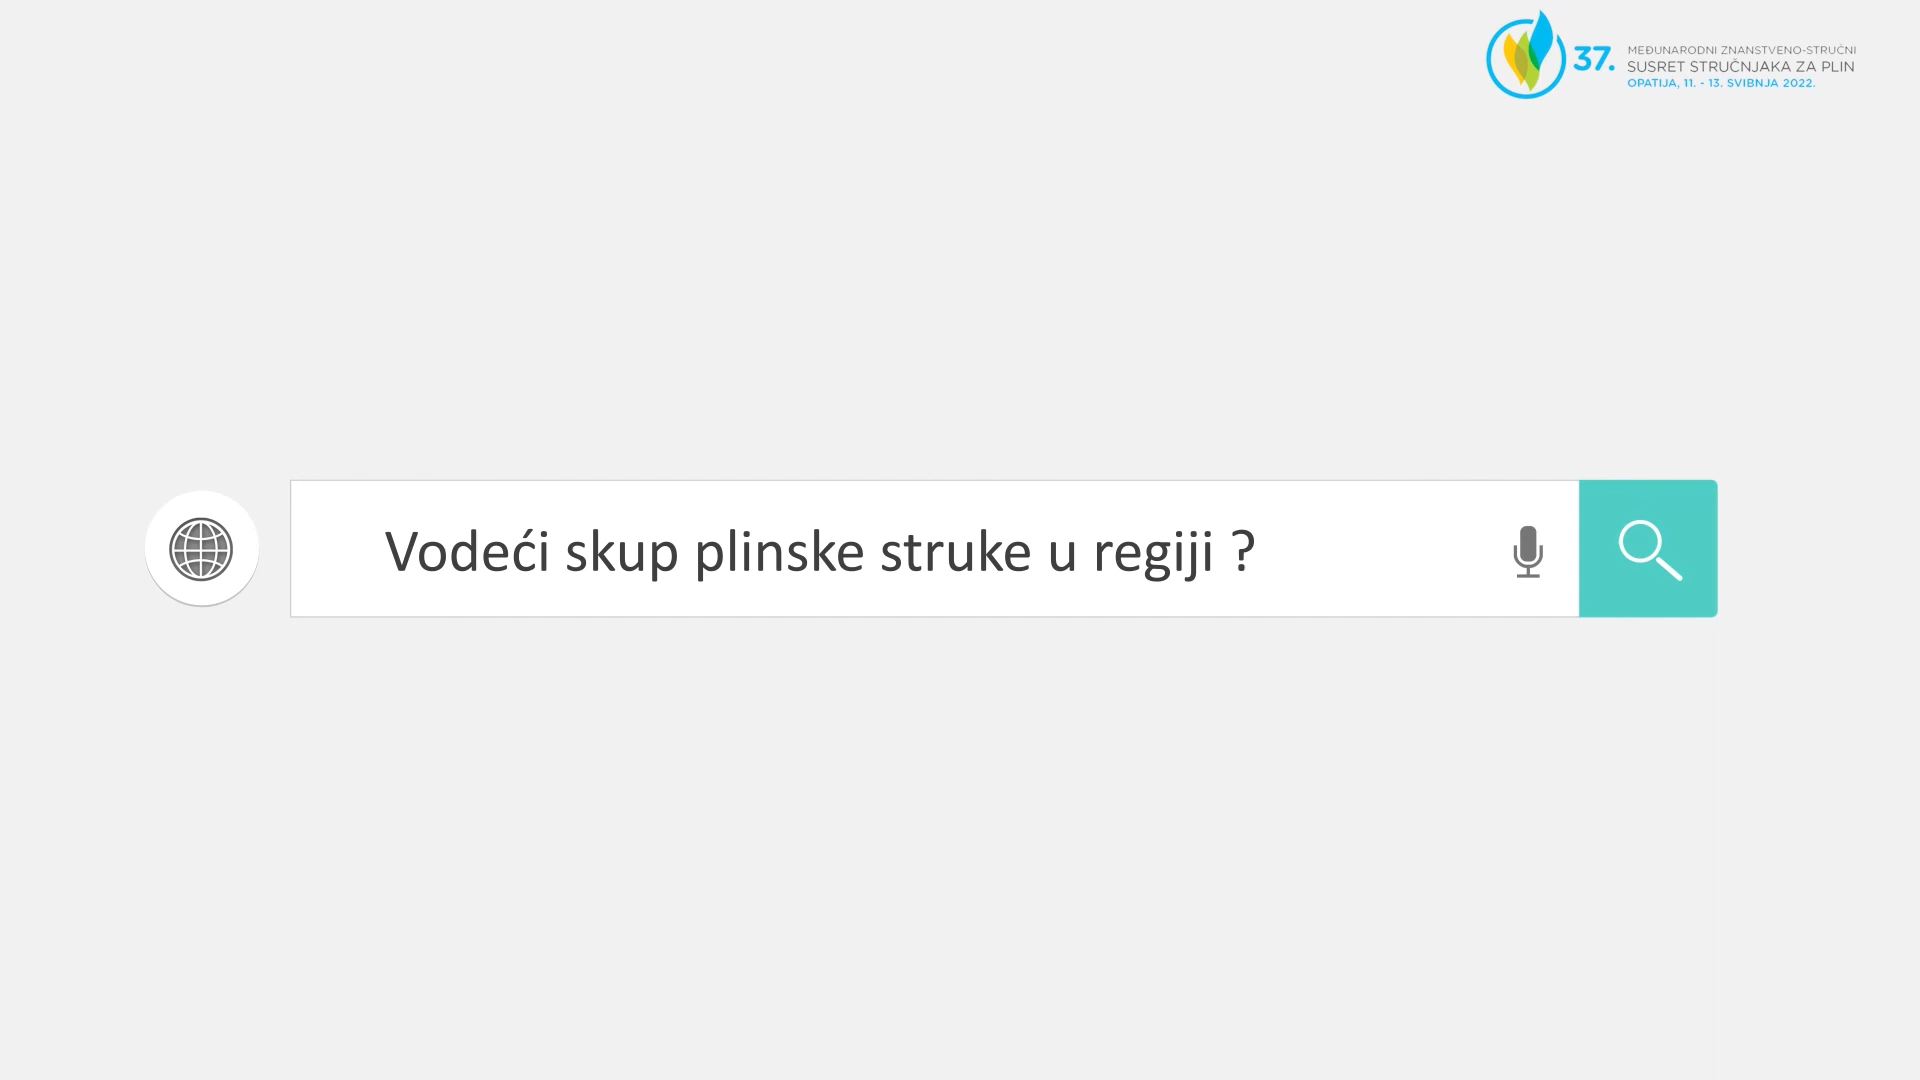 37.
MEĐUNARODNI ZNANSTVENO-STRUČNI
SUSRET STRUČNJAKA ZA PLIN
OPATIJA, 11. - 13. SVIBNJA 2022.
Vodeći skup plinske struke u regiji ?